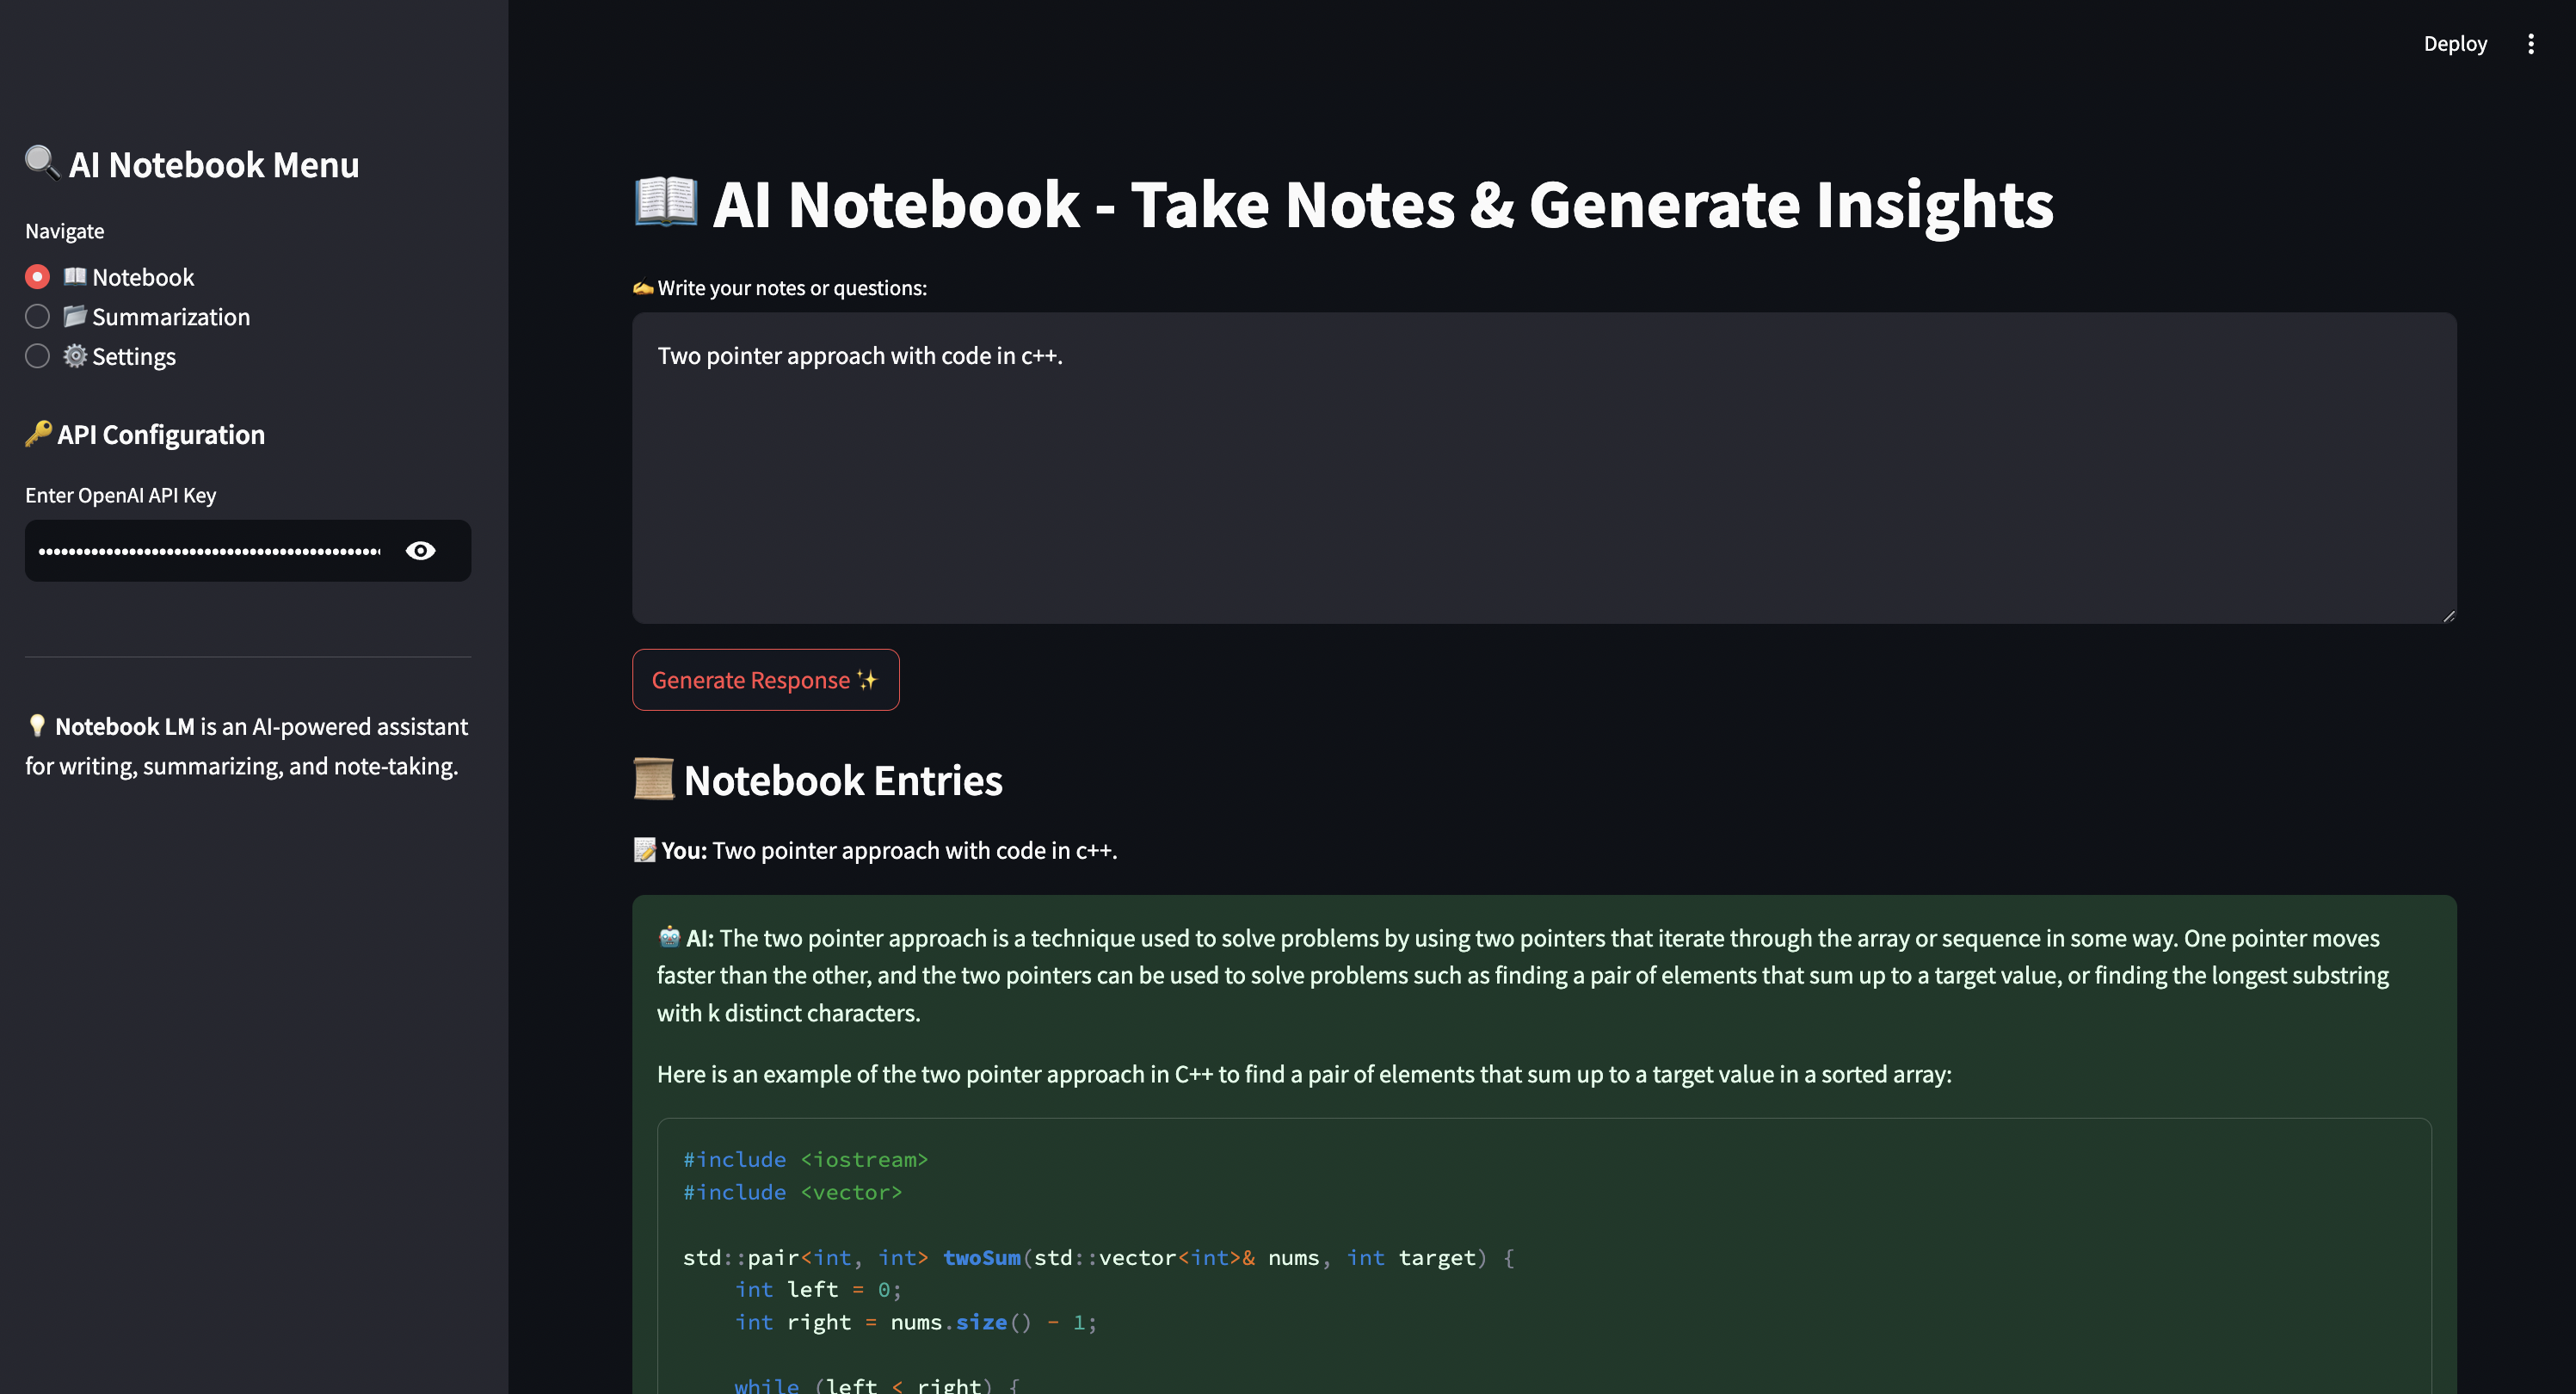 Deploy
🔍 AI Notebook Menu
Navigate
📖 Notebook
📂 Summarization
⚙️ Settings
🔑 API Configuration
Enter OpenAI API Key
💡 Notebook LM is an AI-powered assistant
for writing, summarizing, and note-taking.
📖 AI Notebook - Take Notes & Generate Insights
✍️ Write your notes or questions:
Two pointer approach with code in c++.
Generate Response ✨
📜 Notebook Entries
📝 You: Two pointer approach with code in c++.
🤖 AI: The two pointer approach is a technique used to solve problems by using two pointers that iterate through the array or sequence in some way. One pointer moves
faster than the other, and the two pointers can be used to solve problems such as finding a pair of elements that sum up to a target value, or finding the longest substring
with k distinct characters.
Here is an example of the two pointer approach in C++ to find a pair of elements that sum up to a target value in a sorted array:
#include <iostream>
#include <vector>
std::pair<int, int> twoSum(std::vector<int>& nums, int target) {
    int left = 0;
    int right = nums.size() - 1;
    while (left < right) {